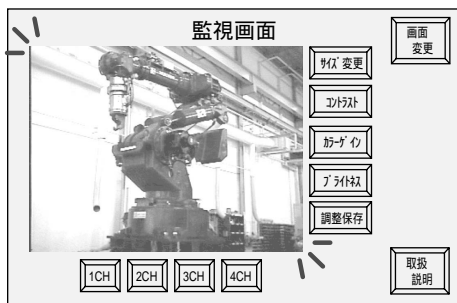 監視画面
画面
変更
ｻｲｽﾞ変更
ｺﾝﾄﾗｽﾄ
ｶﾗｰｹﾞｲﾝ
ﾌﾞﾗｲﾄﾈｽ
調整保存
1CH
2CH
3CH
4CH
取扱
説明